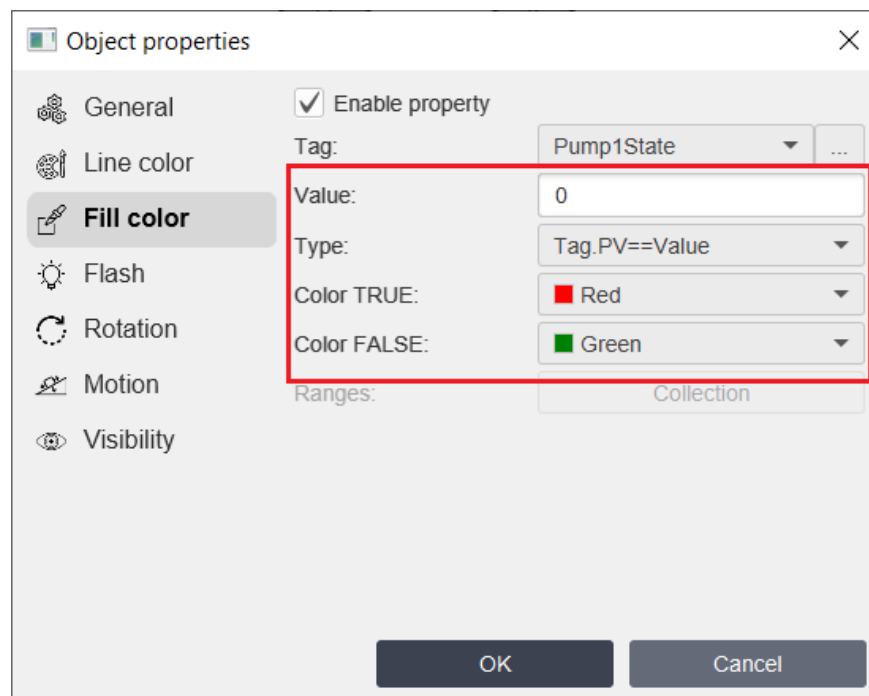 Object properties
General
Line color
Fill color
Flash
Rotation
Motion
Visibility
Enable property
Tag: Pump1State ...
Value: 0
Type: Tag.PV==Value
Color TRUE: Red
Color FALSE: Green
Ranges: Collection
OK Cancel